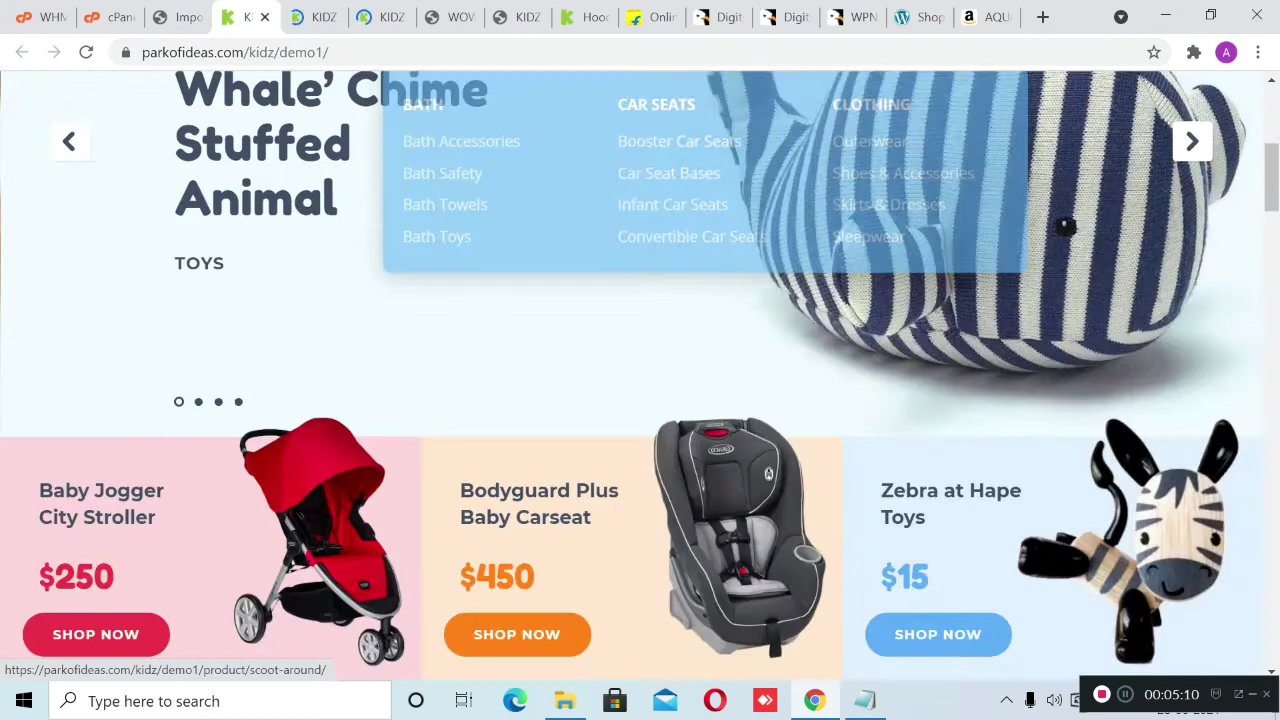 WHM
cPane
Impo
Ki
KIDZ
KIDZ
WOV
KIDZ
Hoo
Onlin
Digit
Digit
WPN
Shop
AQU
parkofideas.com/kidz/demo1/
A
Whale’ Chime
Stuffed
Animal
TOYS
BATH
Bath Accessories
Bath Safety
Bath Towels
Bath Toys
CAR SEATS
Booster Car Seats
Car Seat Bases
Infant Car Seats
Convertible Car Seats
CLOTHING
Outerwear
Shoes & Accessories
Skirts & Dresses
Sleepwear
Baby Jogger
City Stroller
$250
SHOP NOW
Bodyguard Plus
Baby Carseat
$450
SHOP NOW
Zebra at Hape
Toys
$15
SHOP NOW
https://parkofideas.com/kidz/demo1/product/scoot-around/
Type here to search
00:05:10